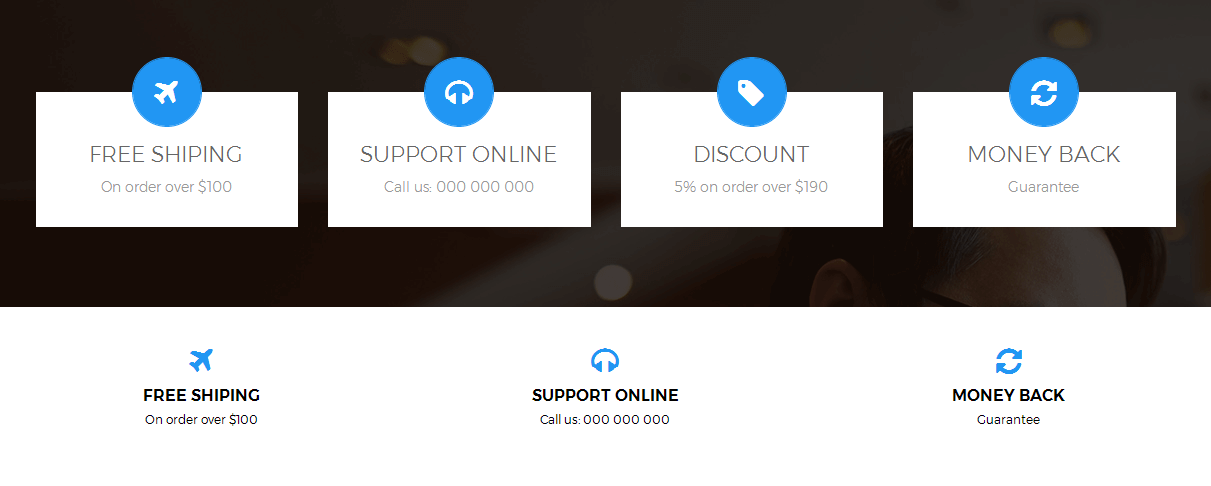 FREE SHIPING
On order over $100
SUPPORT ONLINE
Call us: 000 000 000
DISCOUNT
5% on order over $190
MONEY BACK
Guarantee
FREE SHIPING
On order over $100
SUPPORT ONLINE
Call us: 000 000 000
MONEY BACK
Guarantee